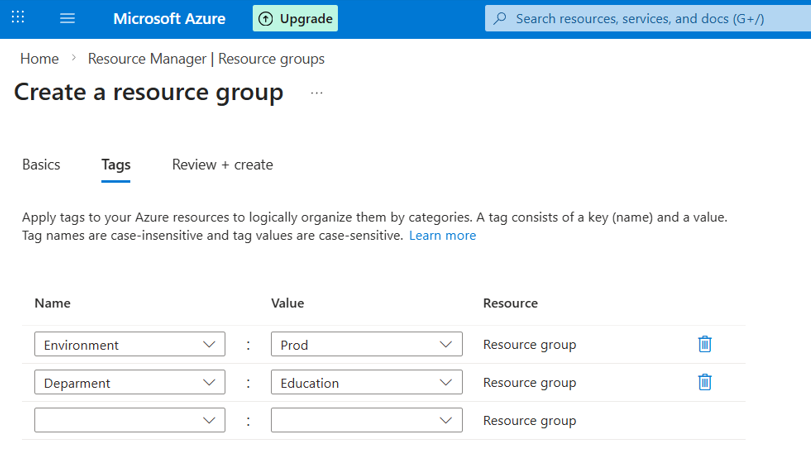 Microsoft Azure Upgrade Search resources, services, and docs (G+/)
Home > Resource Manager | Resource groups
Create a resource group ...
Basics Tags Review + create
Apply tags to your Azure resources to logically organize them by categories. A tag consists of a key (name) and a value.
Tag names are case-insensitive and tag values are case-sensitive. Learn more
Name Value Resource
Environment : Prod Resource group
Deparment : Education Resource group
: Resource group